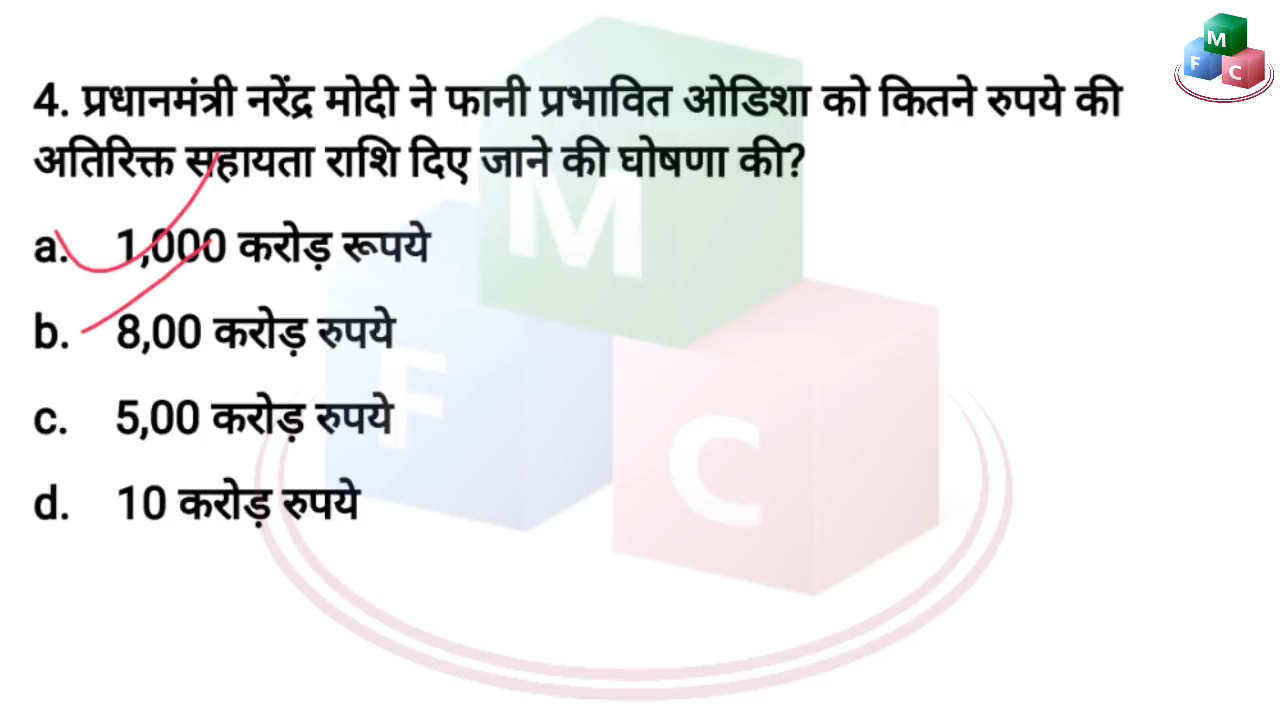 M
F C
4. प्रधानमंत्री नरेंद्र मोदी ने फानी प्रभावित ओडिशा को कितने रुपये की
अतिरिक्त सहायता राशि दिए जाने की घोषणा की?
a. 1,000 करोड़ रूपये
b. 8,00 करोड़ रुपये
c. 5,00 करोड़ रुपये
d. 10 करोड़ रुपये
M
F
C